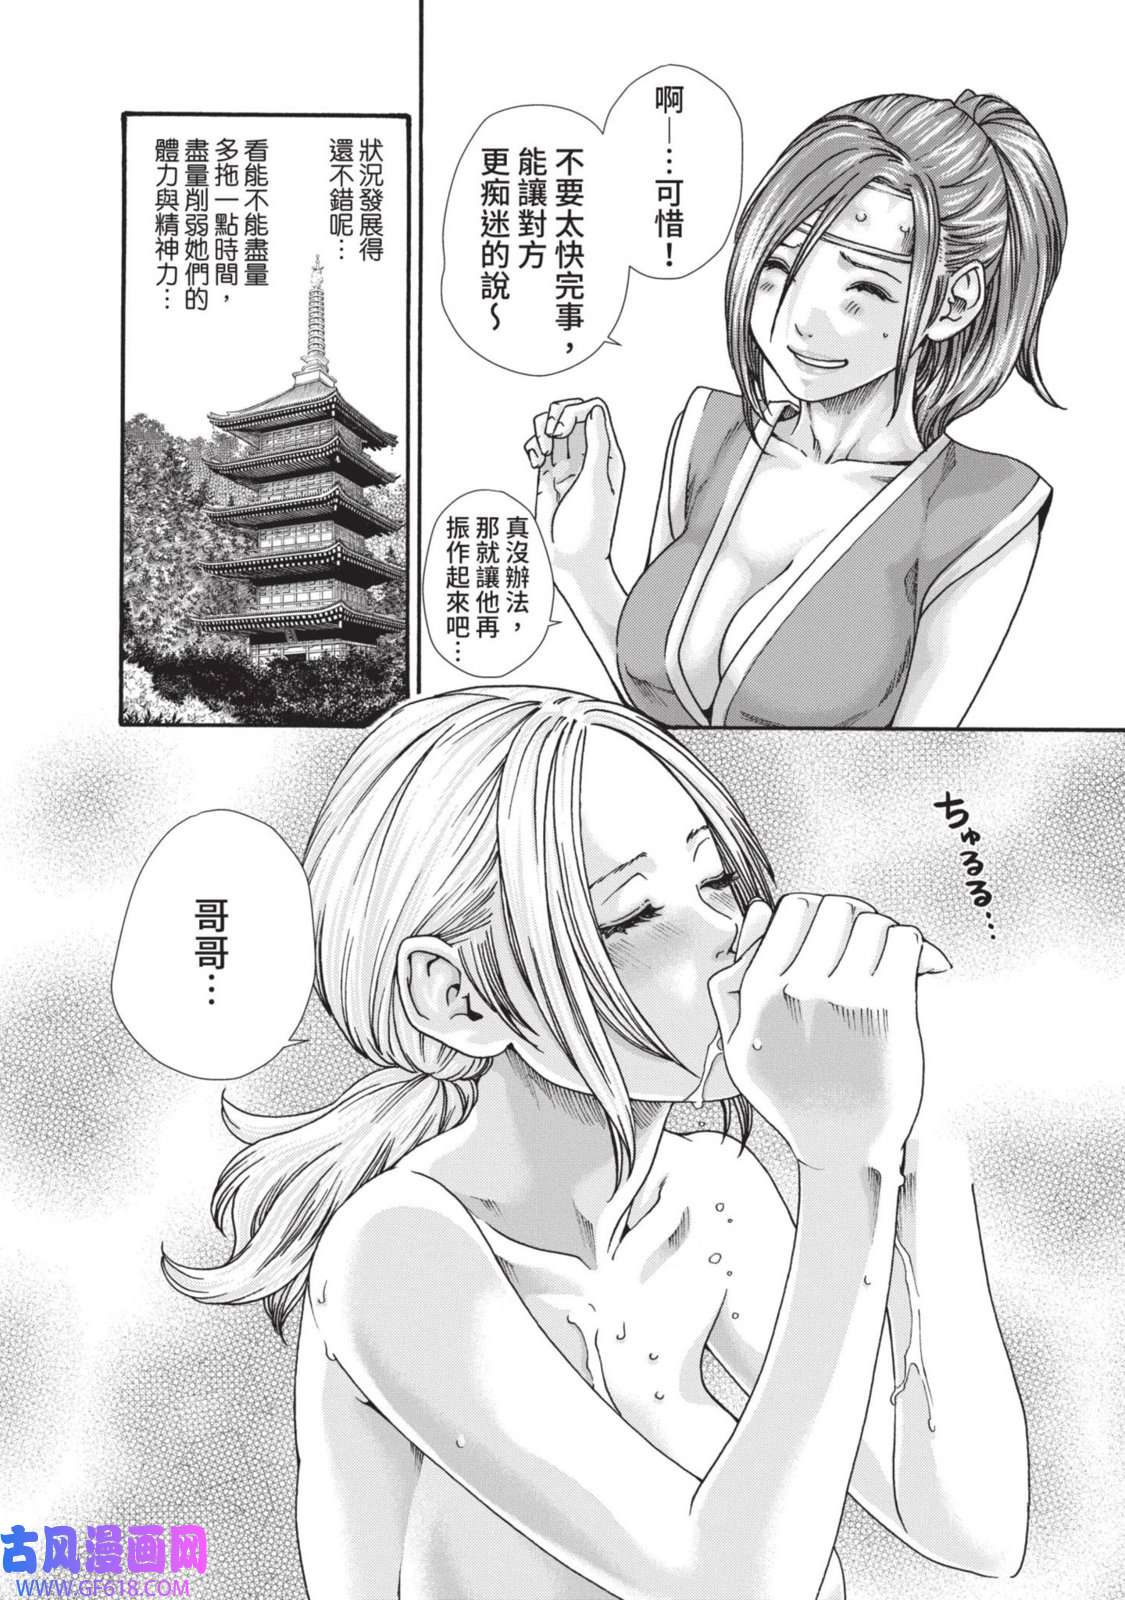 啊—…可惜！
不要太快完事，
能讓對方
更痴迷的說～
真沒辦法，
那就讓他再
振作起來吧…
狀況發展得
還不錯呢…
看能不能盡量
多拖一點時間，
盡量削弱她們的
體力與精神力…
ちゅるる…
哥哥…
古风漫画网
WWW.GF618.COM